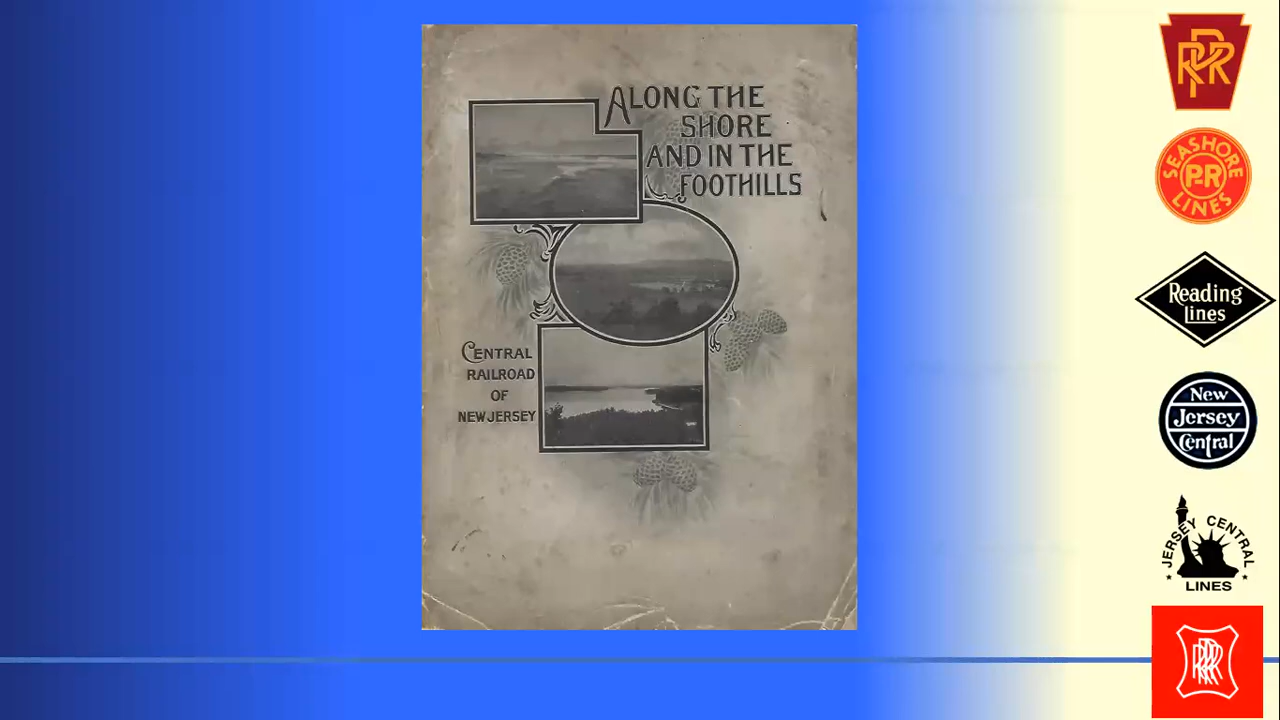 ALONG THE
SHORE
AND IN THE
FOOTHILLS
CENTRAL
RAILROAD
OF
NEW JERSEY
PRR
SEASHORE
P-R
LINES
Reading
Lines
New
Jersey
Central
JERSEY CENTRAL
LINES